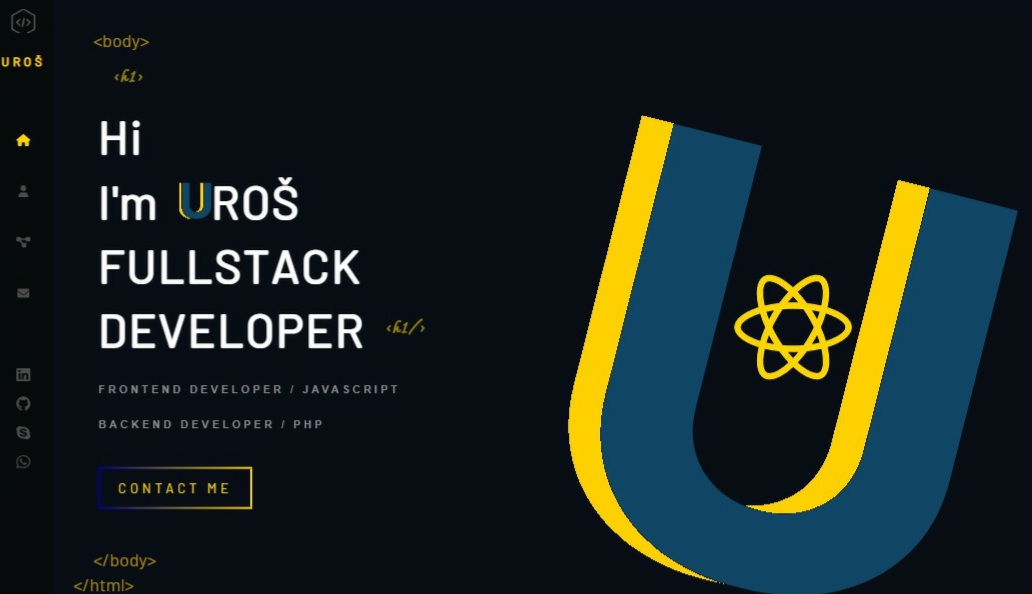 UROŠ
<body>
<h1>
Hi
I'm UROŠ
FULLSTACK
DEVELOPER <h1/>
FRONTEND DEVELOPER / JAVASCRIPT
BACKEND DEVELOPER / PHP
CONTACT ME
</body>
</html>
U